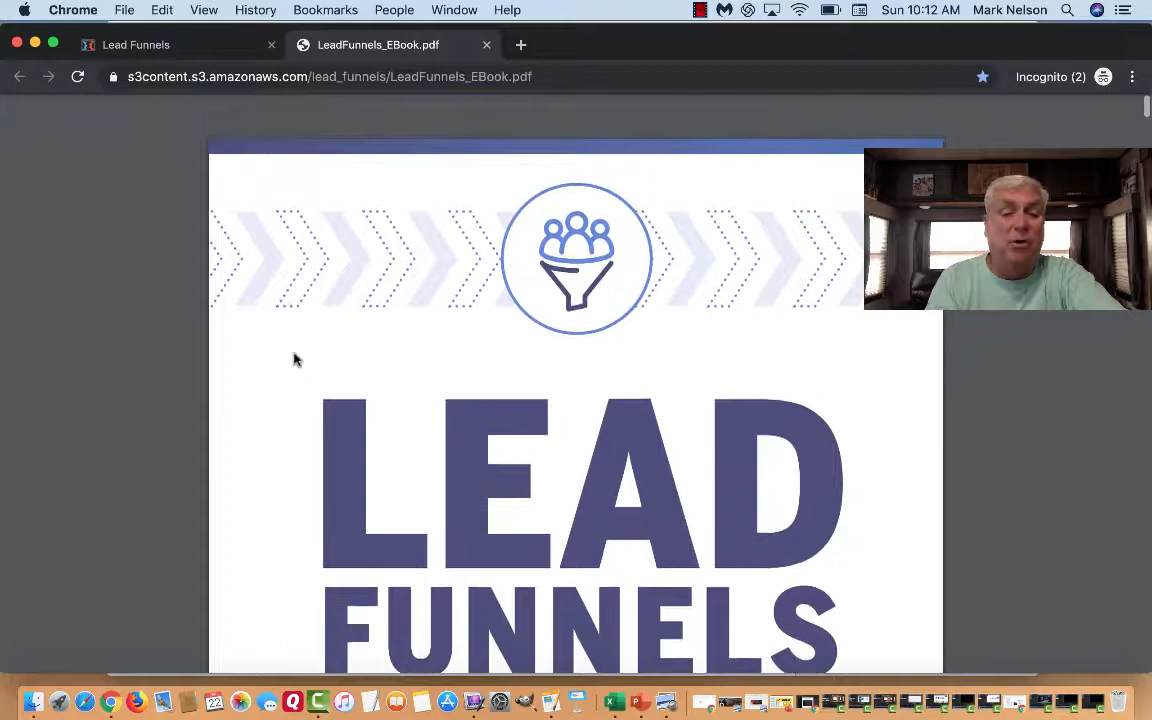 Chrome File Edit View History Bookmarks People Window Help Sun 10:12 AM Mark Nelson
Lead Funnels LeadFunnels_EBook.pdf
s3content.s3.amazonaws.com/lead_funnels/LeadFunnels_EBook.pdf Incognito (2)
LEAD
FUNNELS